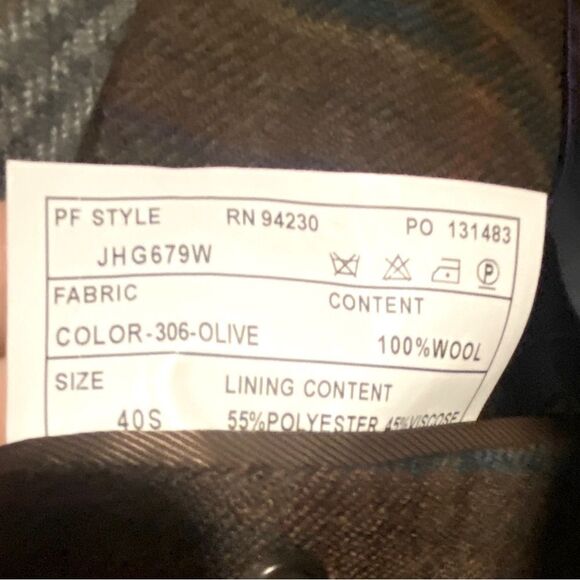 PF STYLE RN 94230 PO 131483
JHG679W
FABRIC CONTENT
COLOR-306-OLIVE 100%WOOL
SIZE LINING CONTENT
40S 55%POLYESTER 45%VISCOSE